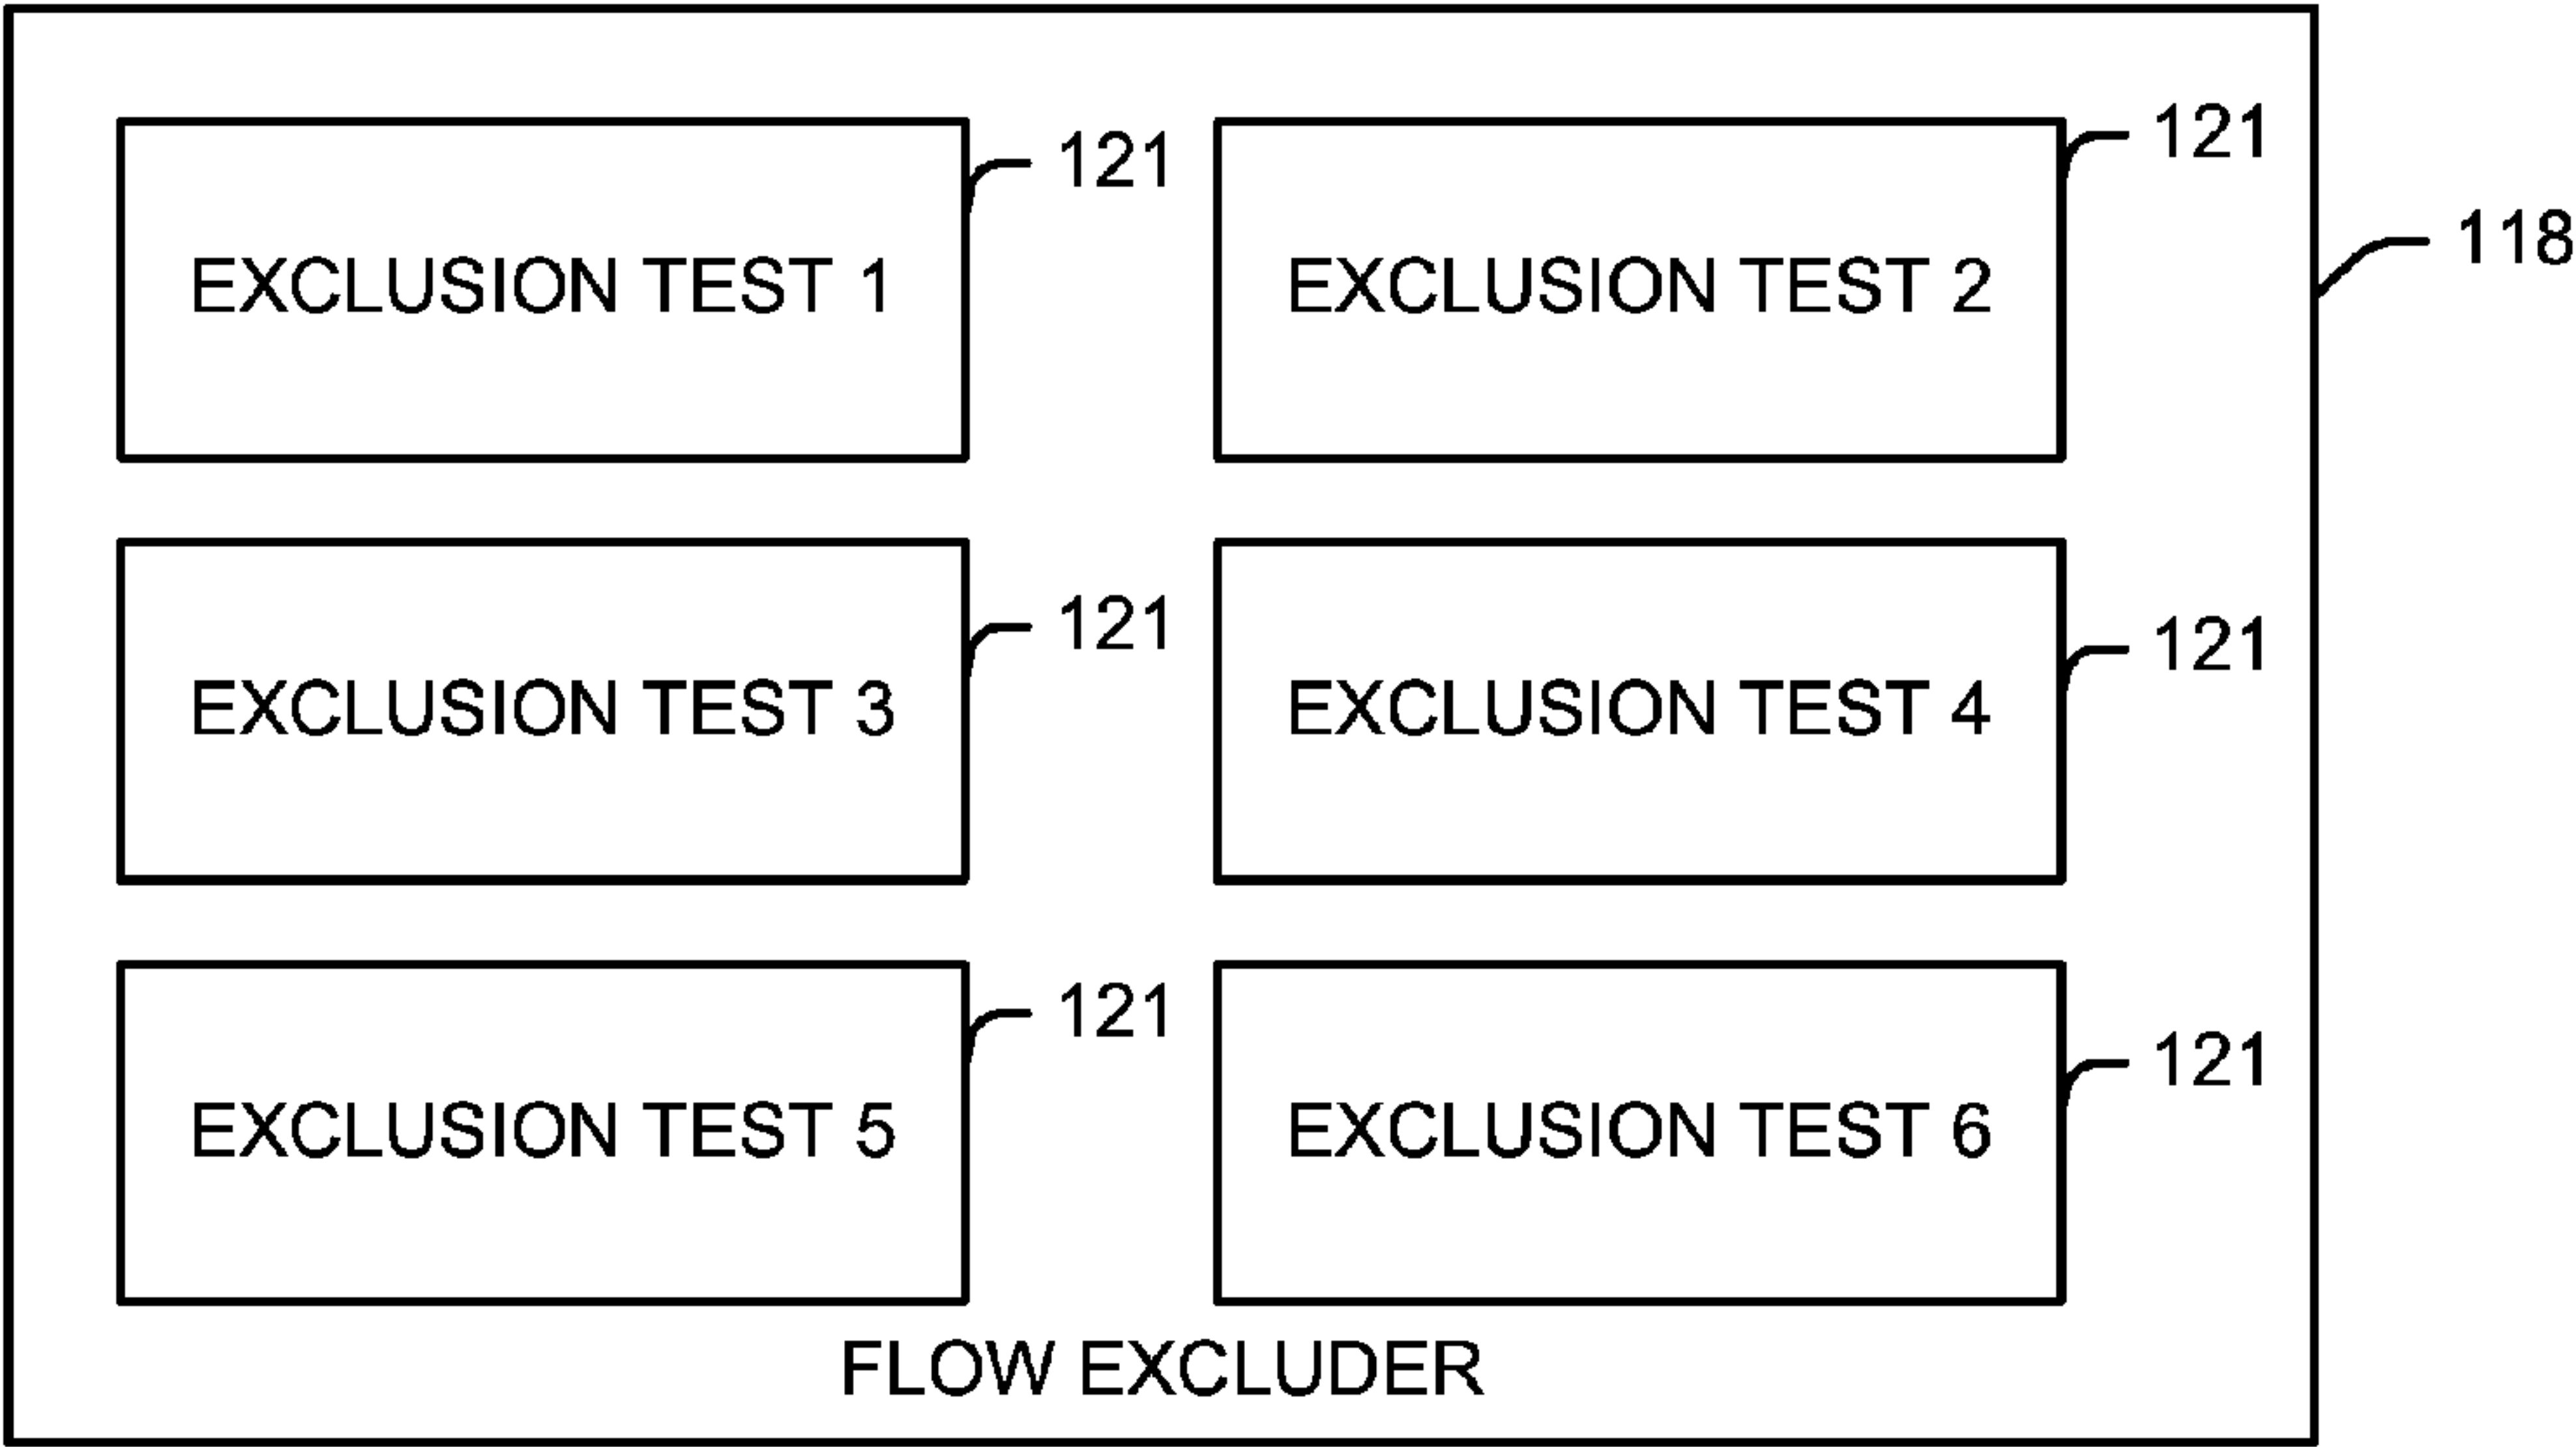 121
121
EXCLUSION TEST 1
EXCLUSION TEST 2
118
121
121
EXCLUSION TEST 3
EXCLUSION TEST 4
121
121
EXCLUSION TEST 5
EXCLUSION TEST 6
FLOW EXCLUDER